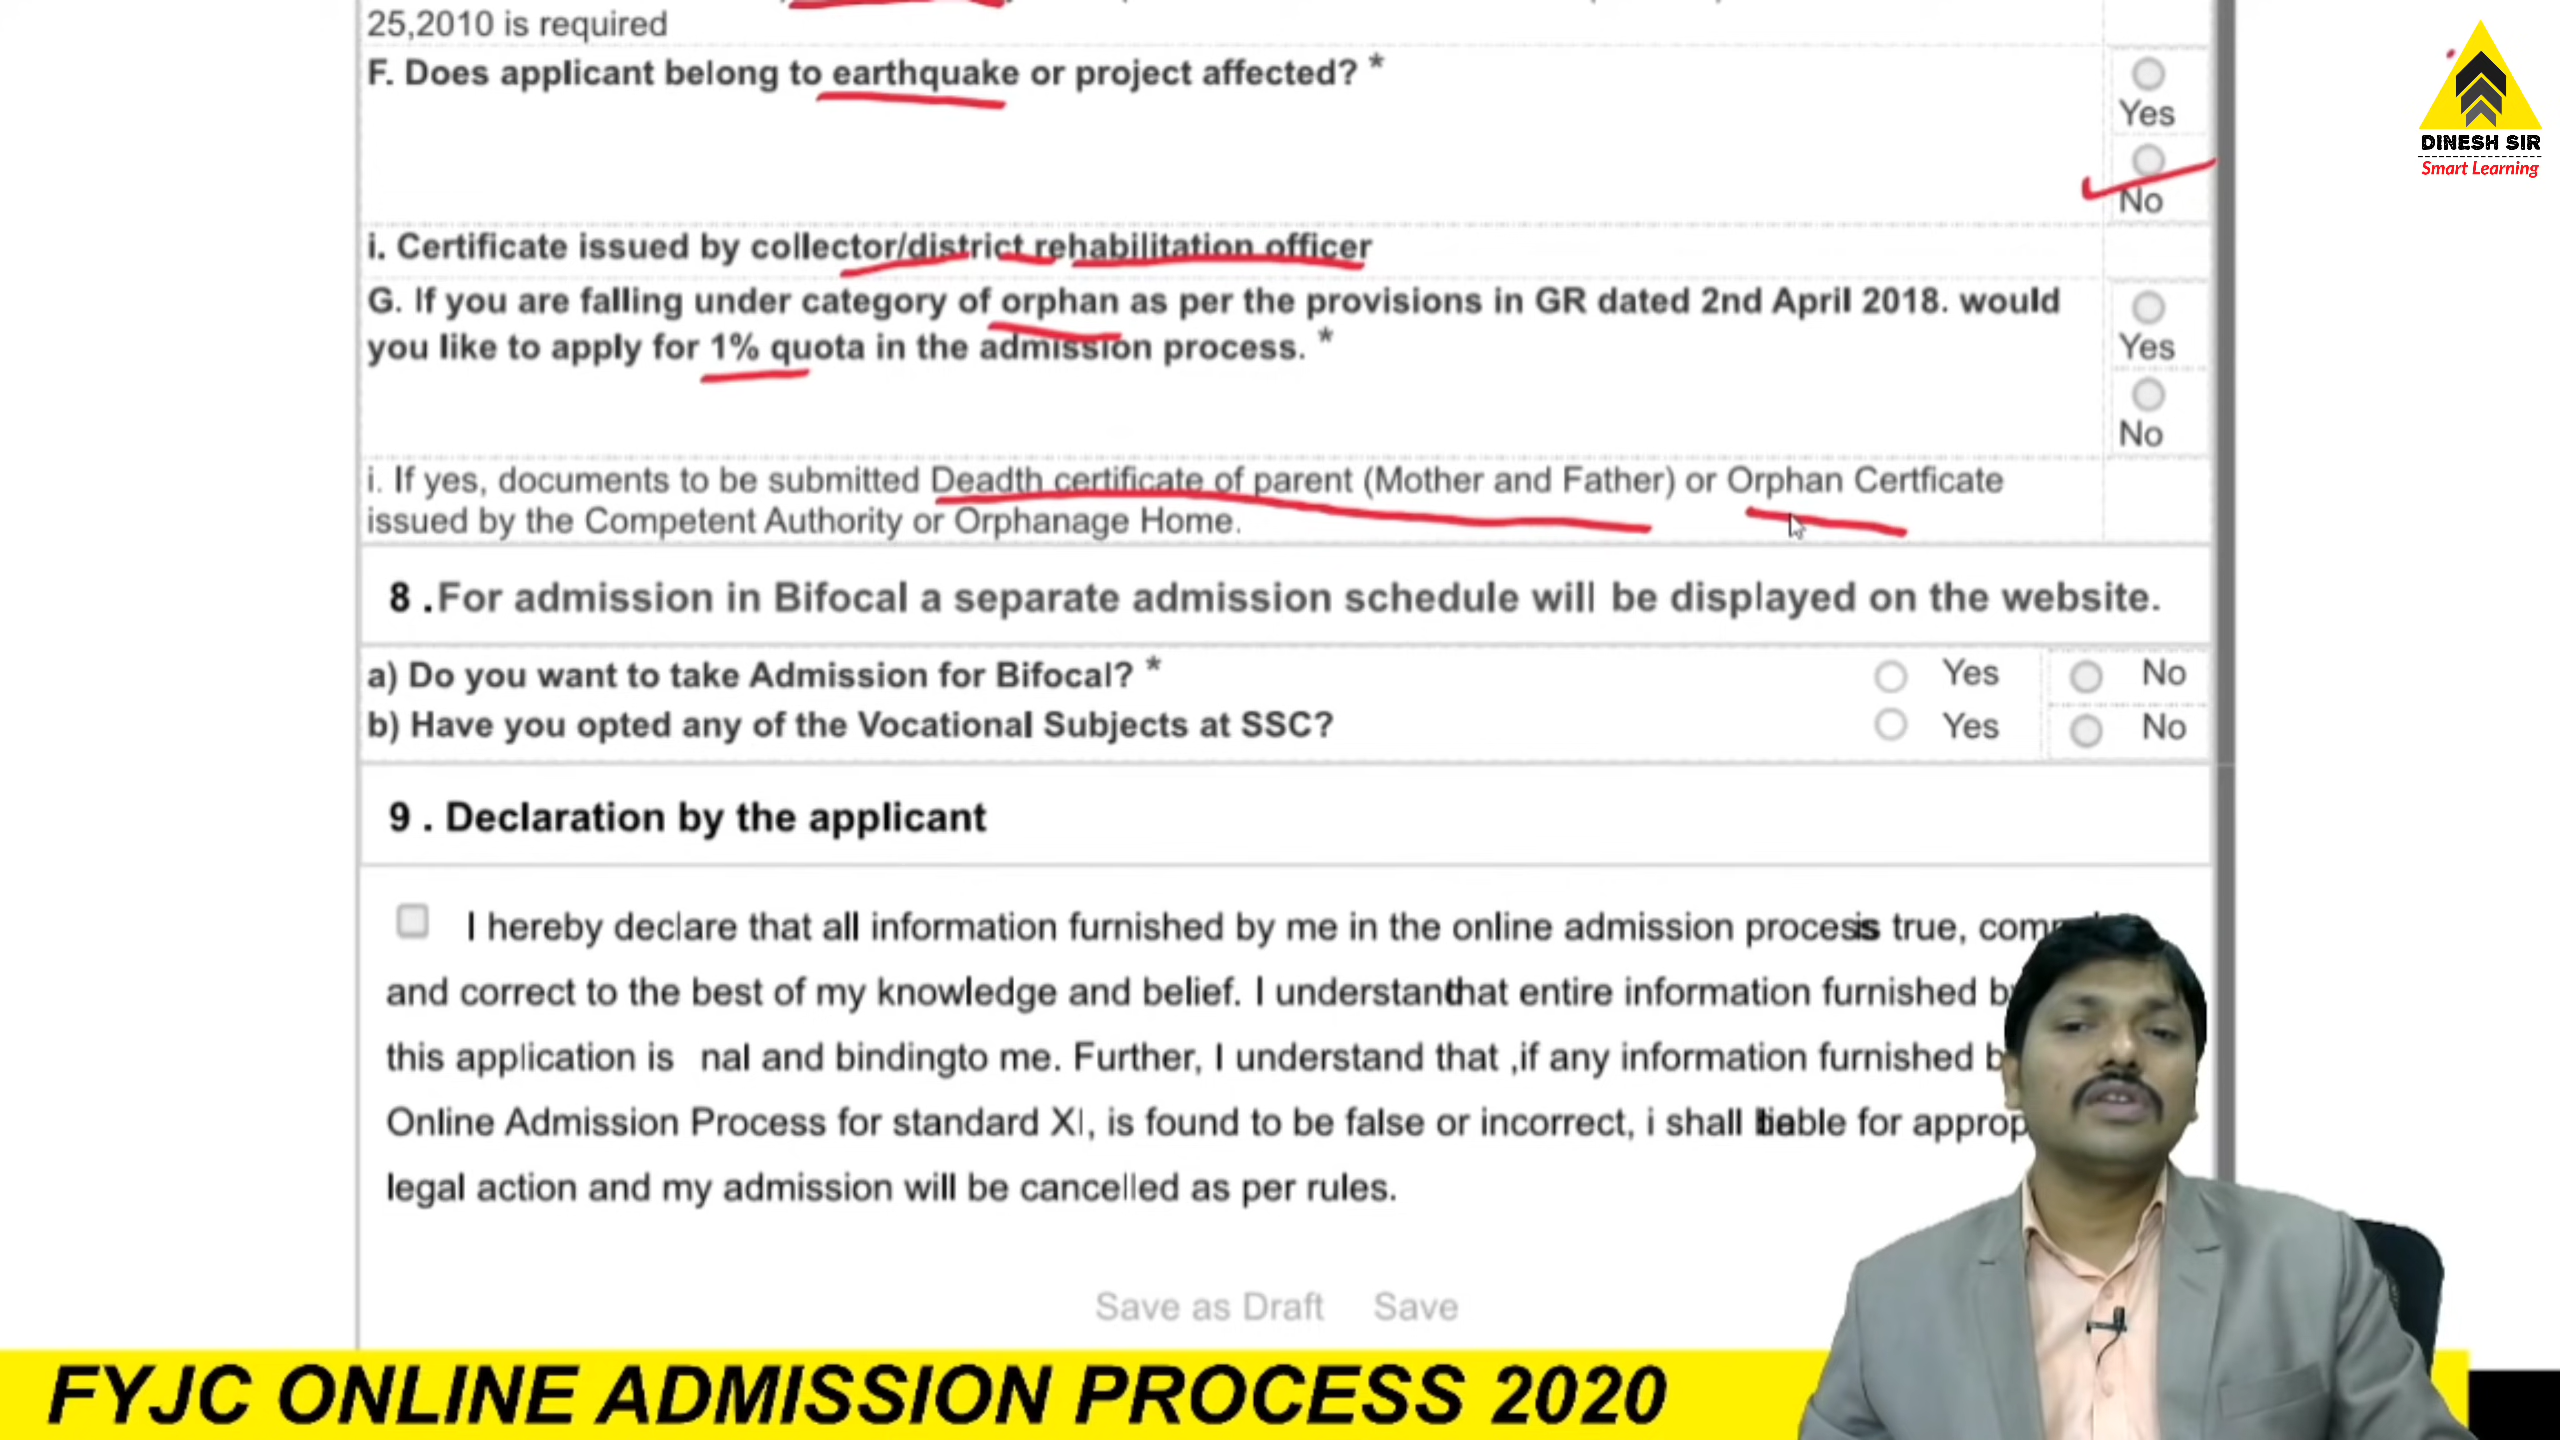 25,2010 is required
F. Does applicant belong to earthquake or project affected? *
Yes
No
i. Certificate issued by collector/district rehabilitation officer
G. If you are falling under category of orphan as per the provisions in GR dated 2nd April 2018. would
you like to apply for 1% quota in the admission process. *
Yes
No
i. If yes, documents to be submitted Deadth certificate of parent (Mother and Father) or Orphan Certficate
issued by the Competent Authority or Orphanage Home.
8 .For admission in Bifocal a separate admission schedule will be displayed on the website.
a) Do you want to take Admission for Bifocal? * Yes No
b) Have you opted any of the Vocational Subjects at SSC? Yes No
9 . Declaration by the applicant
I hereby declare that all information furnished by me in the online admission process is true,
and correct to the best of my knowledge and belief. I understand that entire information furnished
this application is nal and bindingto me. Further, I understand that ,if any information furnished
Online Admission Process for standard XI, is found to be false or incorrect, i shall for
legal action and my admission will be cancelled as per rules.
Save as Draft Save
FYJC ONLINE ADMISSION PROCESS 2020
DINESH SIR
Smart Learning